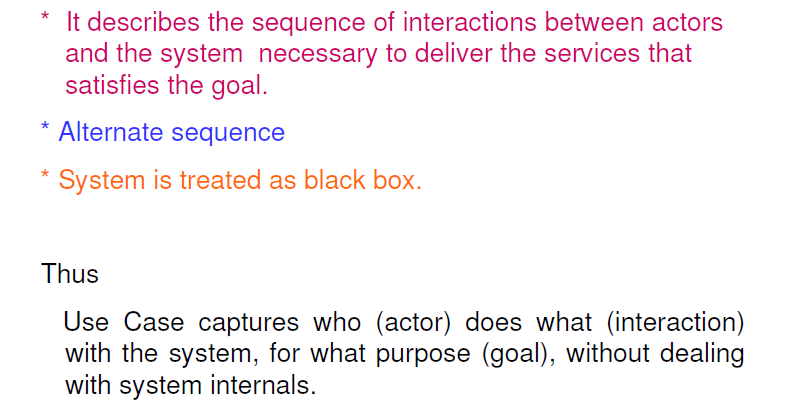 * It describes the sequence of interactions between actors
and the system necessary to deliver the services that
satisfies the goal.
* Alternate sequence
* System is treated as black box.
Thus
Use Case captures who (actor) does what (interaction)
with the system, for what purpose (goal), without dealing
with system internals.